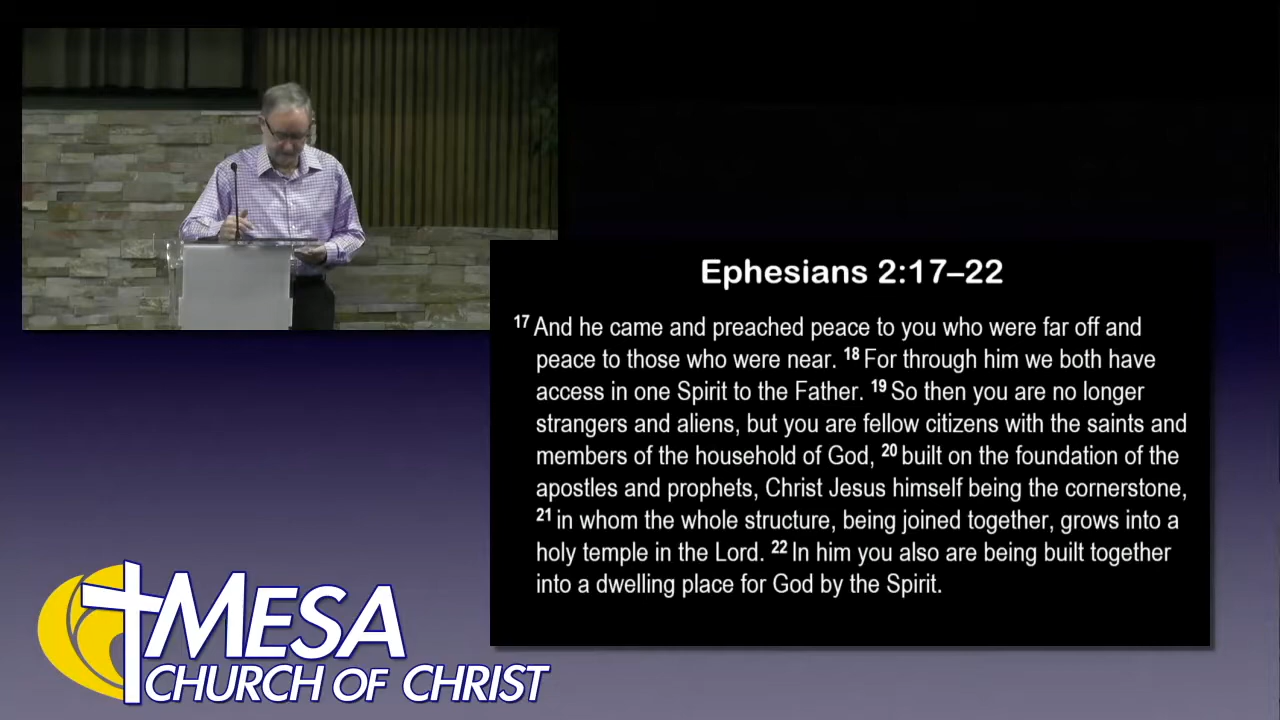 Ephesians 2:17–22
17 And he came and preached peace to you who were far off and
peace to those who were near. 18 For through him we both have
access in one Spirit to the Father. 19 So then you are no longer
strangers and aliens, but you are fellow citizens with the saints and
members of the household of God, 20 built on the foundation of the
apostles and prophets, Christ Jesus himself being the cornerstone,
21 in whom the whole structure, being joined together, grows into a
holy temple in the Lord. 22 In him you also are being built together
into a dwelling place for God by the Spirit.
MESA
CHURCH OF CHRIST